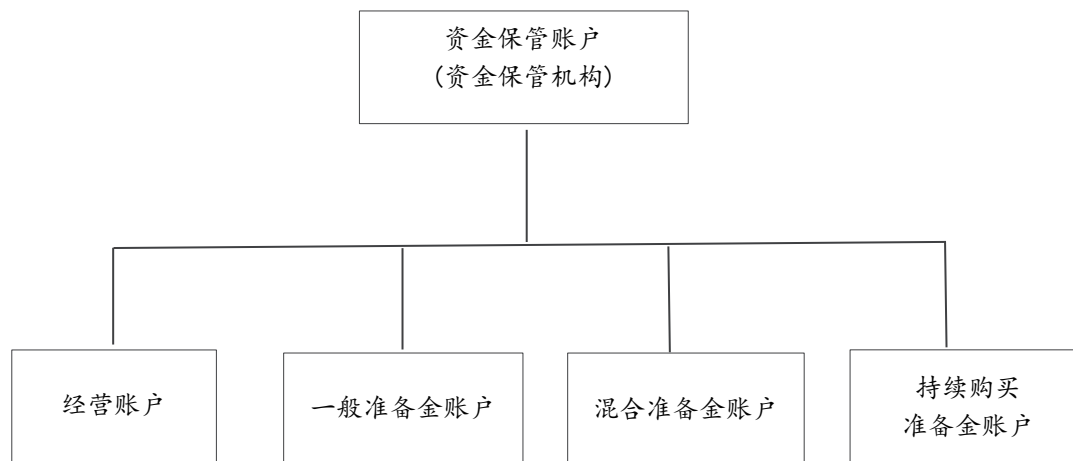 资金保管账户
(资金保管机构)
经营账户
一般准备金账户
混合准备金账户
持续购买
准备金账户